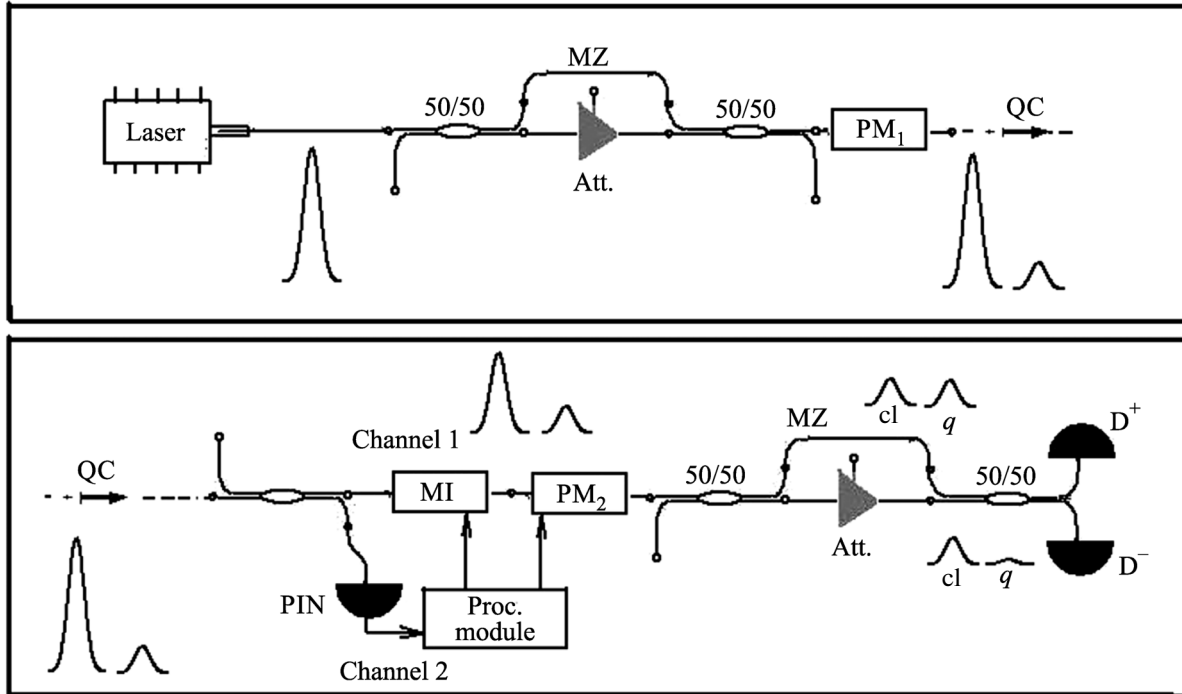 MZ
50/50
50/50
QC
Laser
PM₁
Att.
MZ
cl
q
D⁺
Channel 1
QC
MI
PM₂
50/50
50/50
Att.
cl
q
D⁻
PIN
Proc.
module
Channel 2